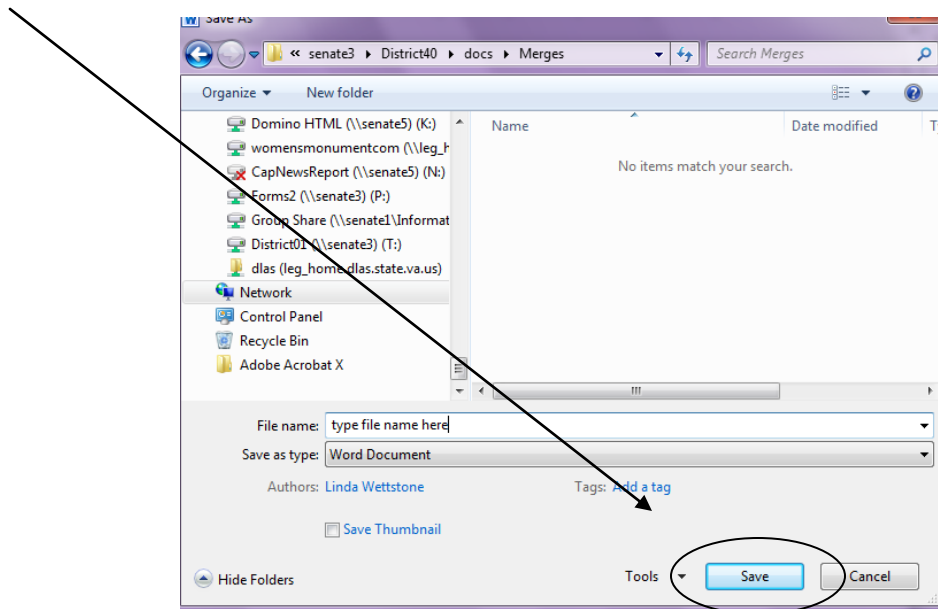 Save As
« senate3 ▸ District40 ▸ docs ▸ Merges
Search Merges
Organize ▾ New folder
Domino HTML (\\senate5) (K:)
womensmonumentcom (\\leg_h
CapNewsReport (\\senate5) (N:)
Forms2 (\\senate3) (P:)
Group Share (\\senate1\Informat
District01 (\\senate3) (T:)
dlas (leg_home.dlas.state.va.us)
Network
Control Panel
Recycle Bin
Adobe Acrobat X
Name Date modified T
No items match your search.
File name: type file name here
Save as type: Word Document
Authors: Linda Wettstone Tags: Add a tag
Save Thumbnail
Hide Folders Tools ▾ Save Cancel